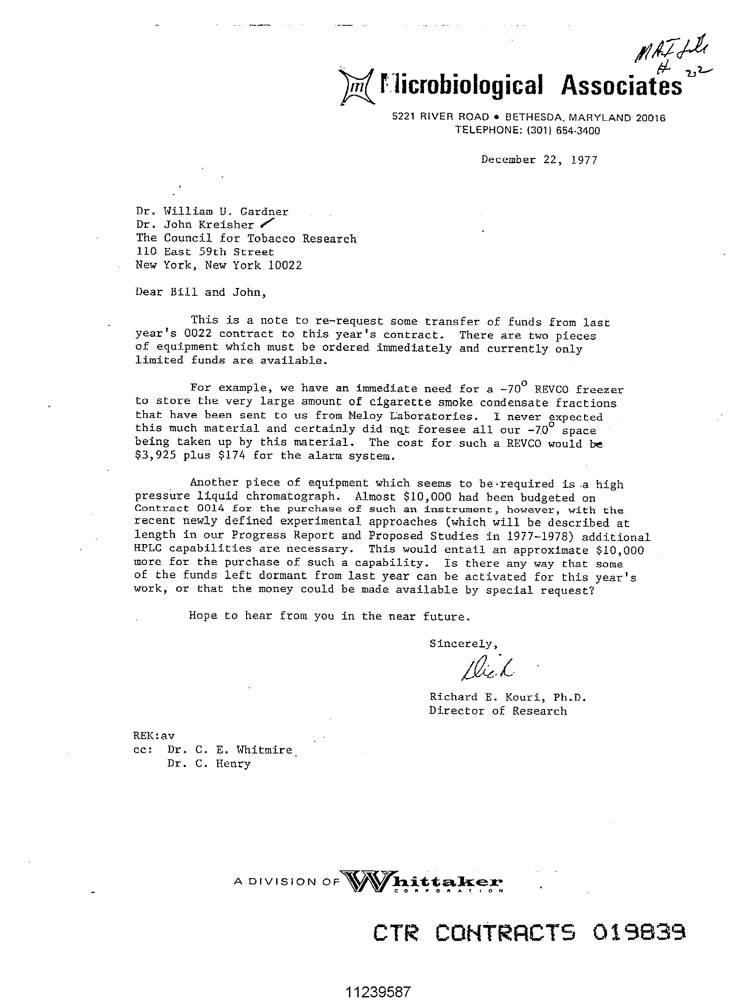 MAI file
# 22
Microbiological Associates
5221 RIVER ROAD • BETHESDA, MARYLAND 20016
TELEPHONE: (301) 654-3400
December 22, 1977
Dr. William U. Gardner
Dr. John Kreisher ✓
The Council for Tobacco Research
110 East 59th Street
New York, New York 10022
Dear Bill and John,
This is a note to re-request some transfer of funds from last
year's 0022 contract to this year's contract. There are two pieces
of equipment which must be ordered immediately and currently only
limited funds are available.
For example, we have an immediate need for a -70° REVCO freezer
to store the very large amount of cigarette smoke condensate fractions
that have been sent to us from Meloy Laboratories. I never expected
this much material and certainly did not foresee all our -70° space
being taken up by this material. The cost for such a REVCO would be
$3,925 plus $174 for the alarm system.
Another piece of equipment which seems to be required is a high
pressure liquid chromatograph. Almost $10,000 had been budgeted on
Contract 0014 for the purchase of such an instrument, however, with the
recent newly defined experimental approaches (which will be described at
length in our Progress Report and Proposed Studies in 1977-1978) additional
HPLC capabilities are necessary. This would entail an approximate $10,000
more for the purchase of such a capability. Is there any way that some
of the funds left dormant from last year can be activated for this year's
work, or that the money could be made available by special request?
Hope to hear from you in the near future.
Sincerely,
Dick
Richard E. Kouri, Ph.D.
Director of Research
REK:av
cc: Dr. C. E. Whitmire
Dr. C. Henry
A DIVISION OF Whittaker
CORPORATION
CTR CONTRACTS 019839
11239587